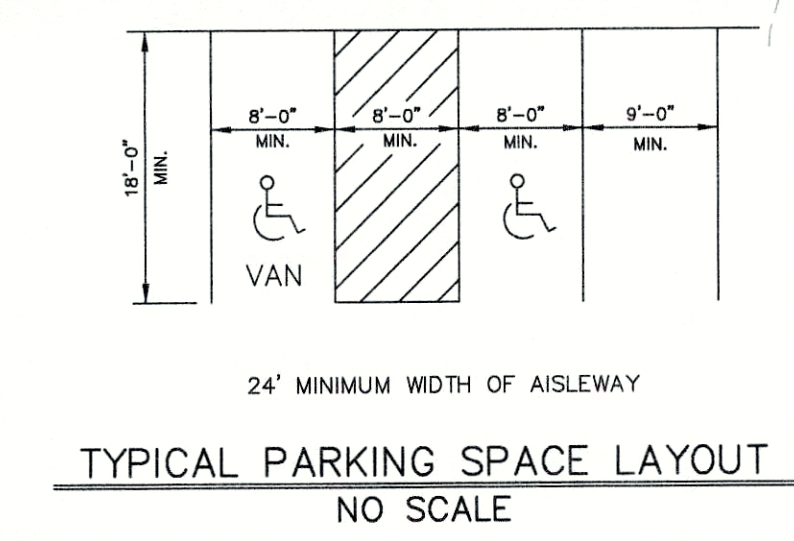 8'-0" 8'-0" 8'-0" 9'-0"
MIN. MIN. MIN. MIN.
18'-0"
MIN.
VAN
24' MINIMUM WIDTH OF AISLEWAY
TYPICAL PARKING SPACE LAYOUT
NO SCALE